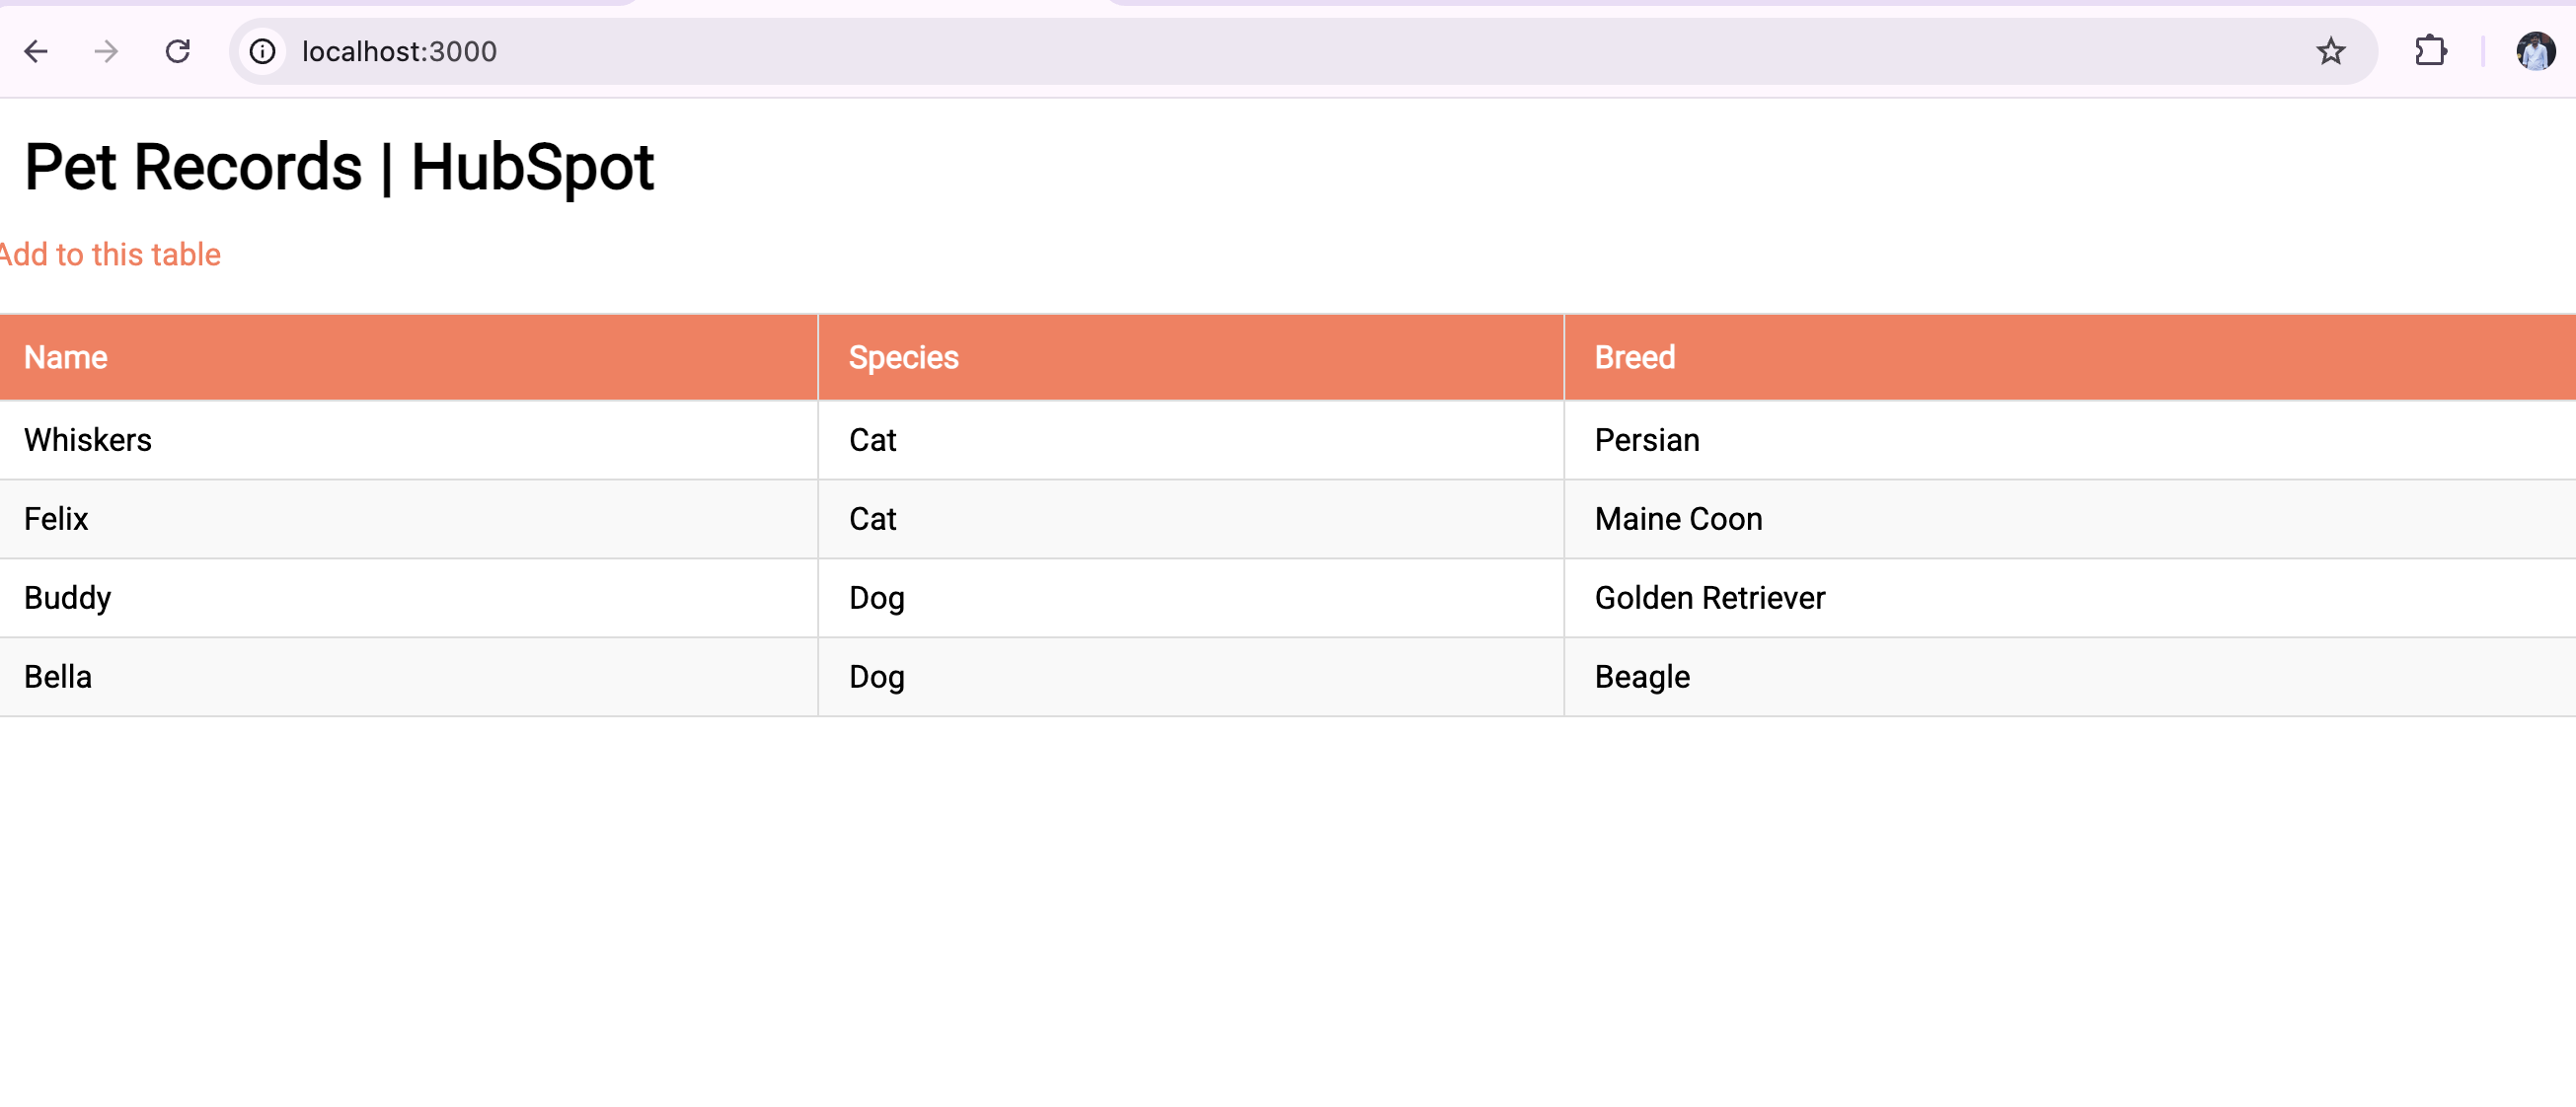 localhost:3000
Pet Records | HubSpot
Add to this table
Name Species Breed
Whiskers Cat Persian
Felix Cat Maine Coon
Buddy Dog Golden Retriever
Bella Dog Beagle